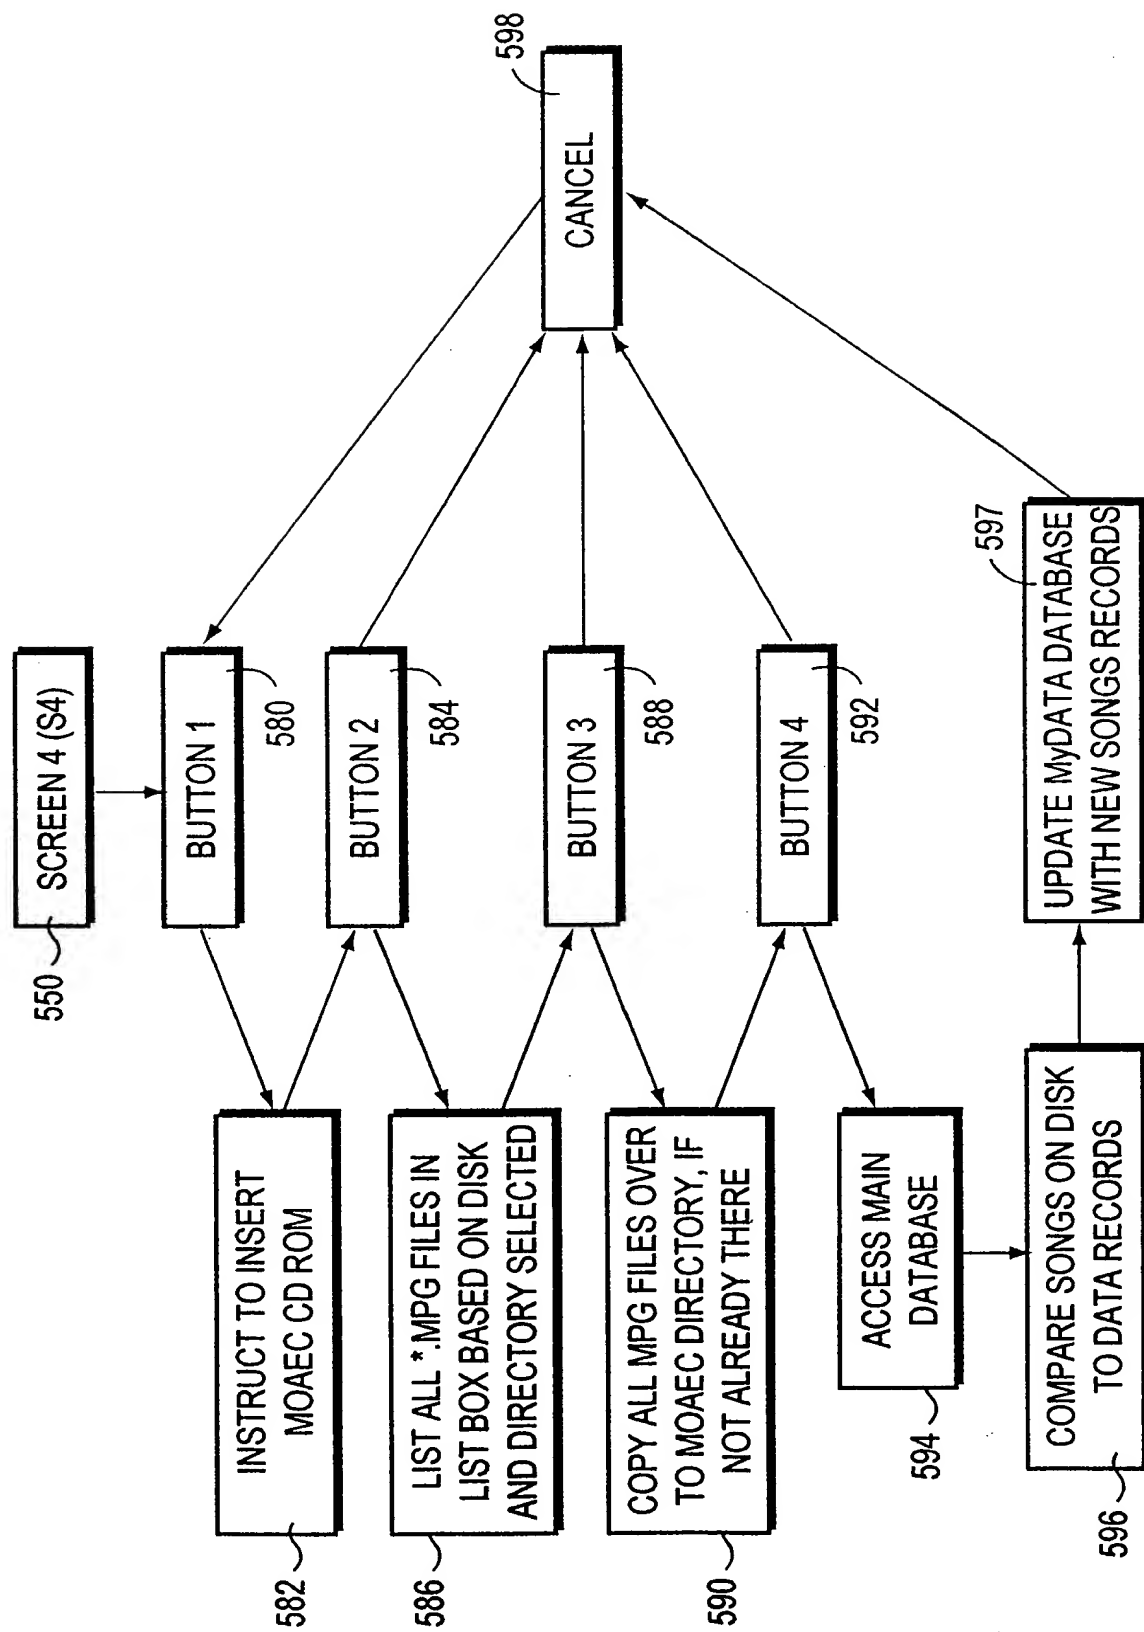 550
SCREEN 4 (S4)
BUTTON 1
580
582
INSTRUCT TO INSERT
MOAEC CD ROM
BUTTON 2
584
586
LIST ALL *.MPG FILES IN
LIST BOX BASED ON DISK
AND DIRECTORY SELECTED
BUTTON 3
588
CANCEL
598
590
COPY ALL MPG FILES OVER
TO MOAEC DIRECTORY, IF
NOT ALREADY THERE
BUTTON 4
592
594
ACCESS MAIN
DATABASE
596
COMPARE SONGS ON DISK
TO DATA RECORDS
597
UPDATE MyDATA DATABASE
WITH NEW SONGS RECORDS